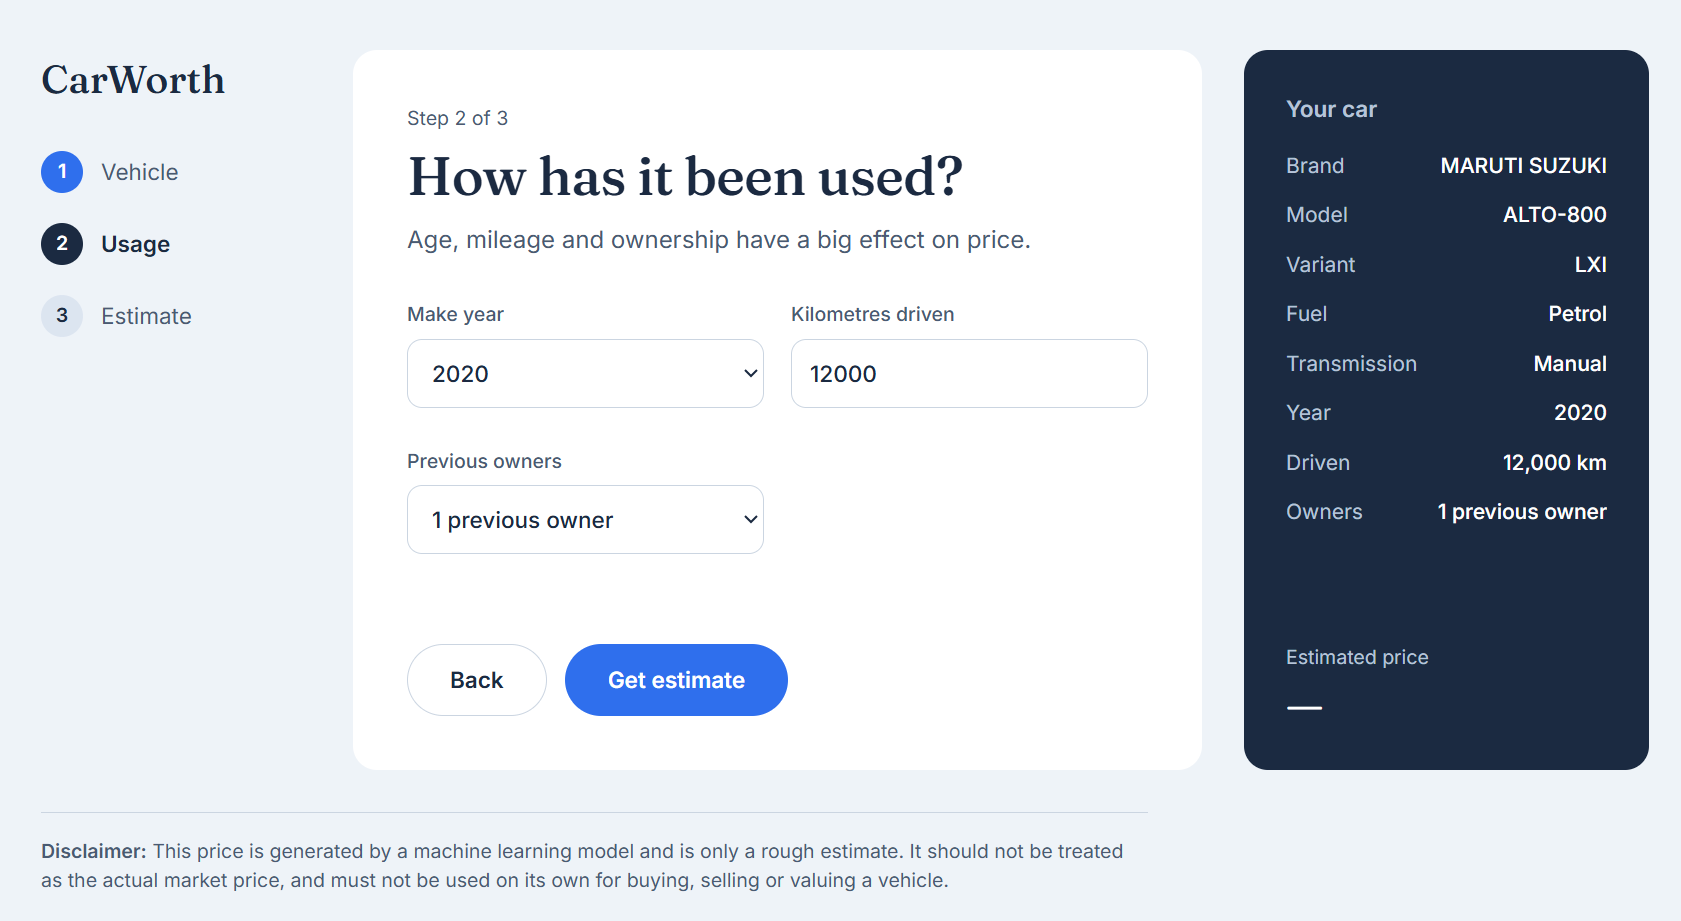 CarWorth
1 Vehicle
2 Usage
3 Estimate
Step 2 of 3
How has it been used?
Age, mileage and ownership have a big effect on price.
Make year
2020
Kilometres driven
12000
Previous owners
1 previous owner
Back
Get estimate
Your car
Brand MARUTI SUZUKI
Model ALTO-800
Variant LXI
Fuel Petrol
Transmission Manual
Year 2020
Driven 12,000 km
Owners 1 previous owner
Estimated price
—
Disclaimer: This price is generated by a machine learning model and is only a rough estimate. It should not be treated
as the actual market price, and must not be used on its own for buying, selling or valuing a vehicle.